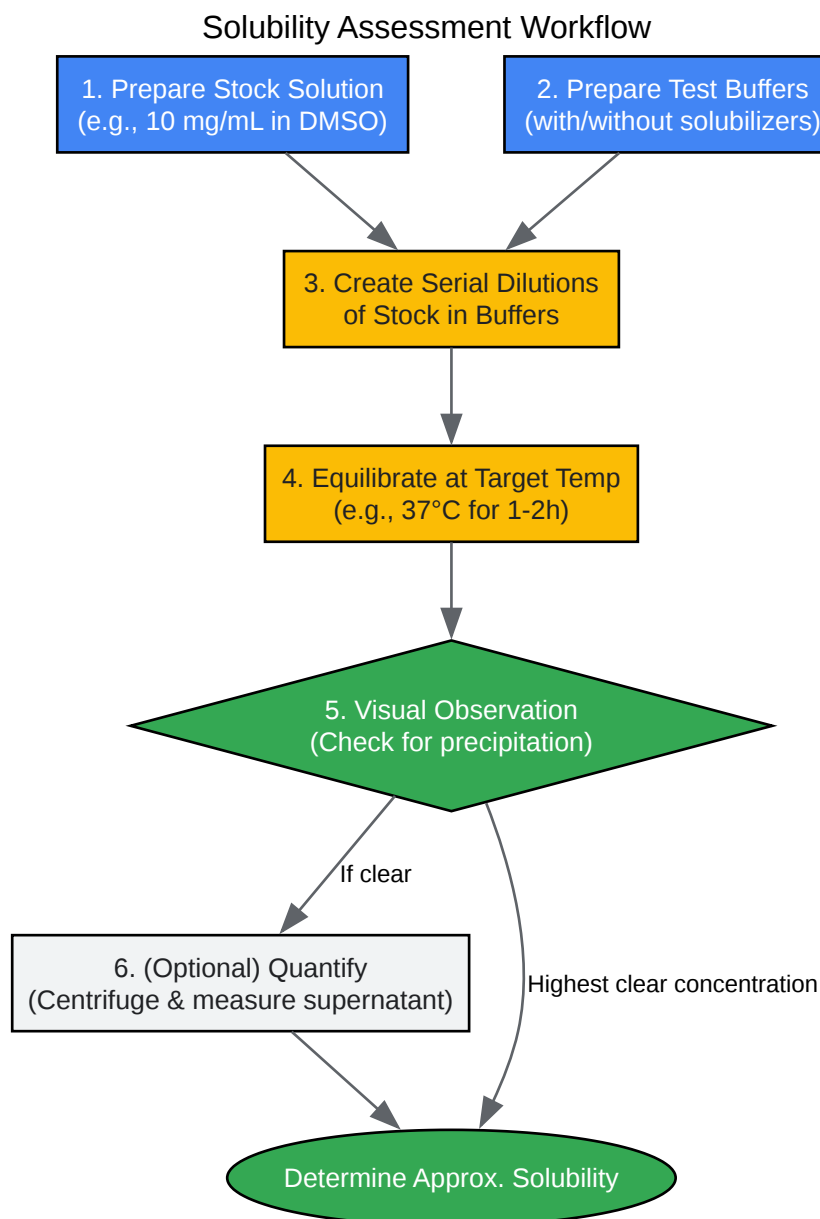 Solubility Assessment Workflow
1. Prepare Stock Solution
(e.g., 10 mg/mL in DMSO)
2. Prepare Test Buffers
(with/without solubilizers)
3. Create Serial Dilutions
of Stock in Buffers
4. Equilibrate at Target Temp
(e.g., 37°C for 1-2h)
5. Visual Observation
(Check for precipitation)
If clear
6. (Optional) Quantify
(Centrifuge & measure supernatant)
Highest clear concentration
Determine Approx. Solubility